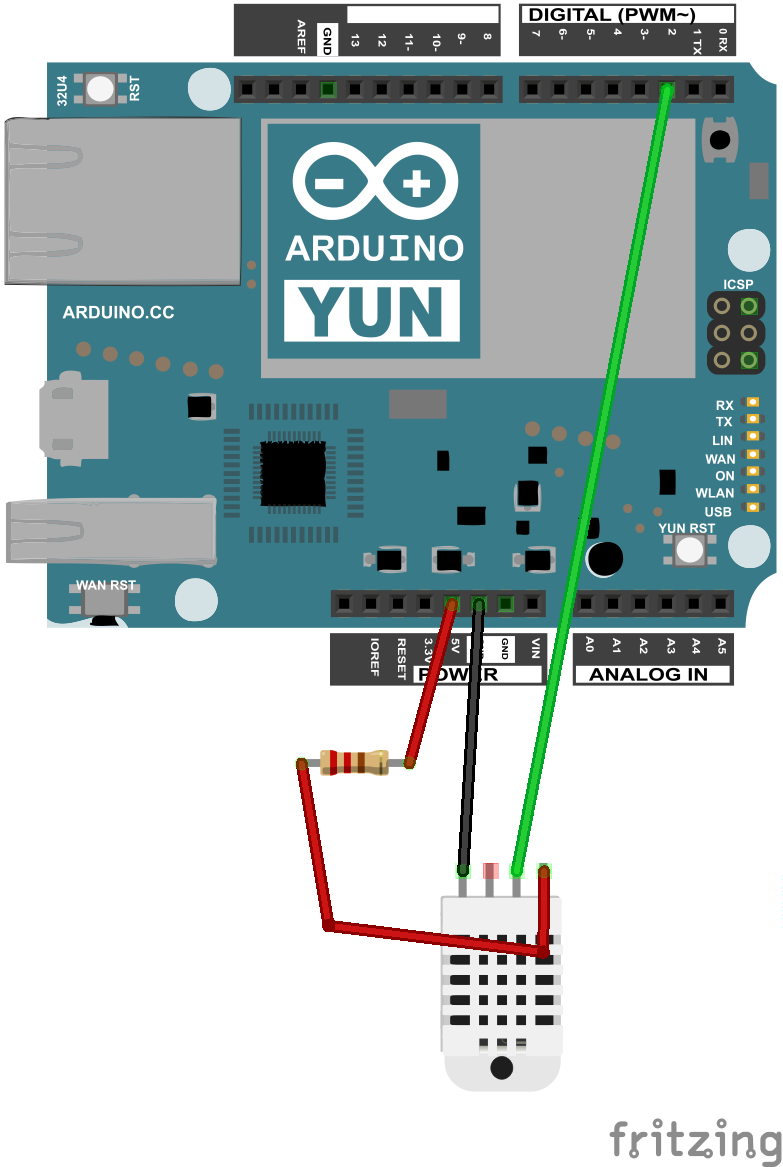 DIGITAL (PWM~)
AREF
GND
13
12
11-
10-
9-
8
7
6-
5-
4
3-
2
1 TX
0 RX
32U4
RST
ARDUINO
YUN
ARDUINO.CC
ICSP
RX
TX
LIN
WAN
ON
WLAN
USB
YUN RST
WAN RST
IOREF
RESET
3.3V
5V
GND
VIN
A0
A1
A2
A3
A4
A5
POWER
ANALOG IN
fritzing